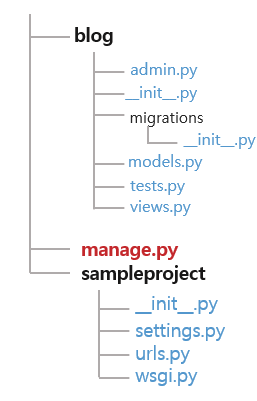 blog
admin.py
__init__.py
migrations
__init__.py
models.py
tests.py
views.py
manage.py
sampleproject
__init__.py
settings.py
urls.py
wsgi.py